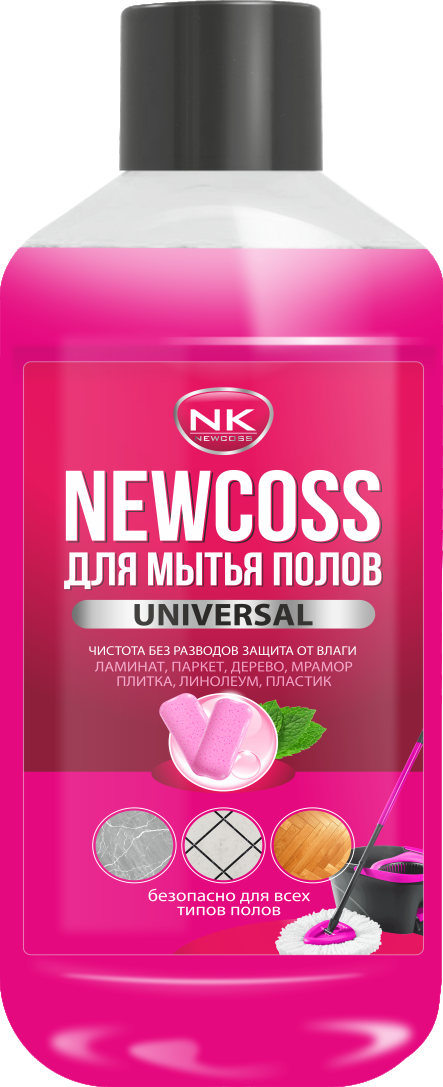 NK
NEWCOSS
NEWCOSS
ДЛЯ МЫТЬЯ ПОЛОВ
UNIVERSAL
ЧИСТОТА БЕЗ РАЗВОДОВ ЗАЩИТА ОТ ВЛАГИ
ЛАМИНАТ, ПАРКЕТ, ДЕРЕВО, МРАМОР
ПЛИТКА, ЛИНОЛЕУМ, ПЛАСТИК
безопасно для всех
типов полов